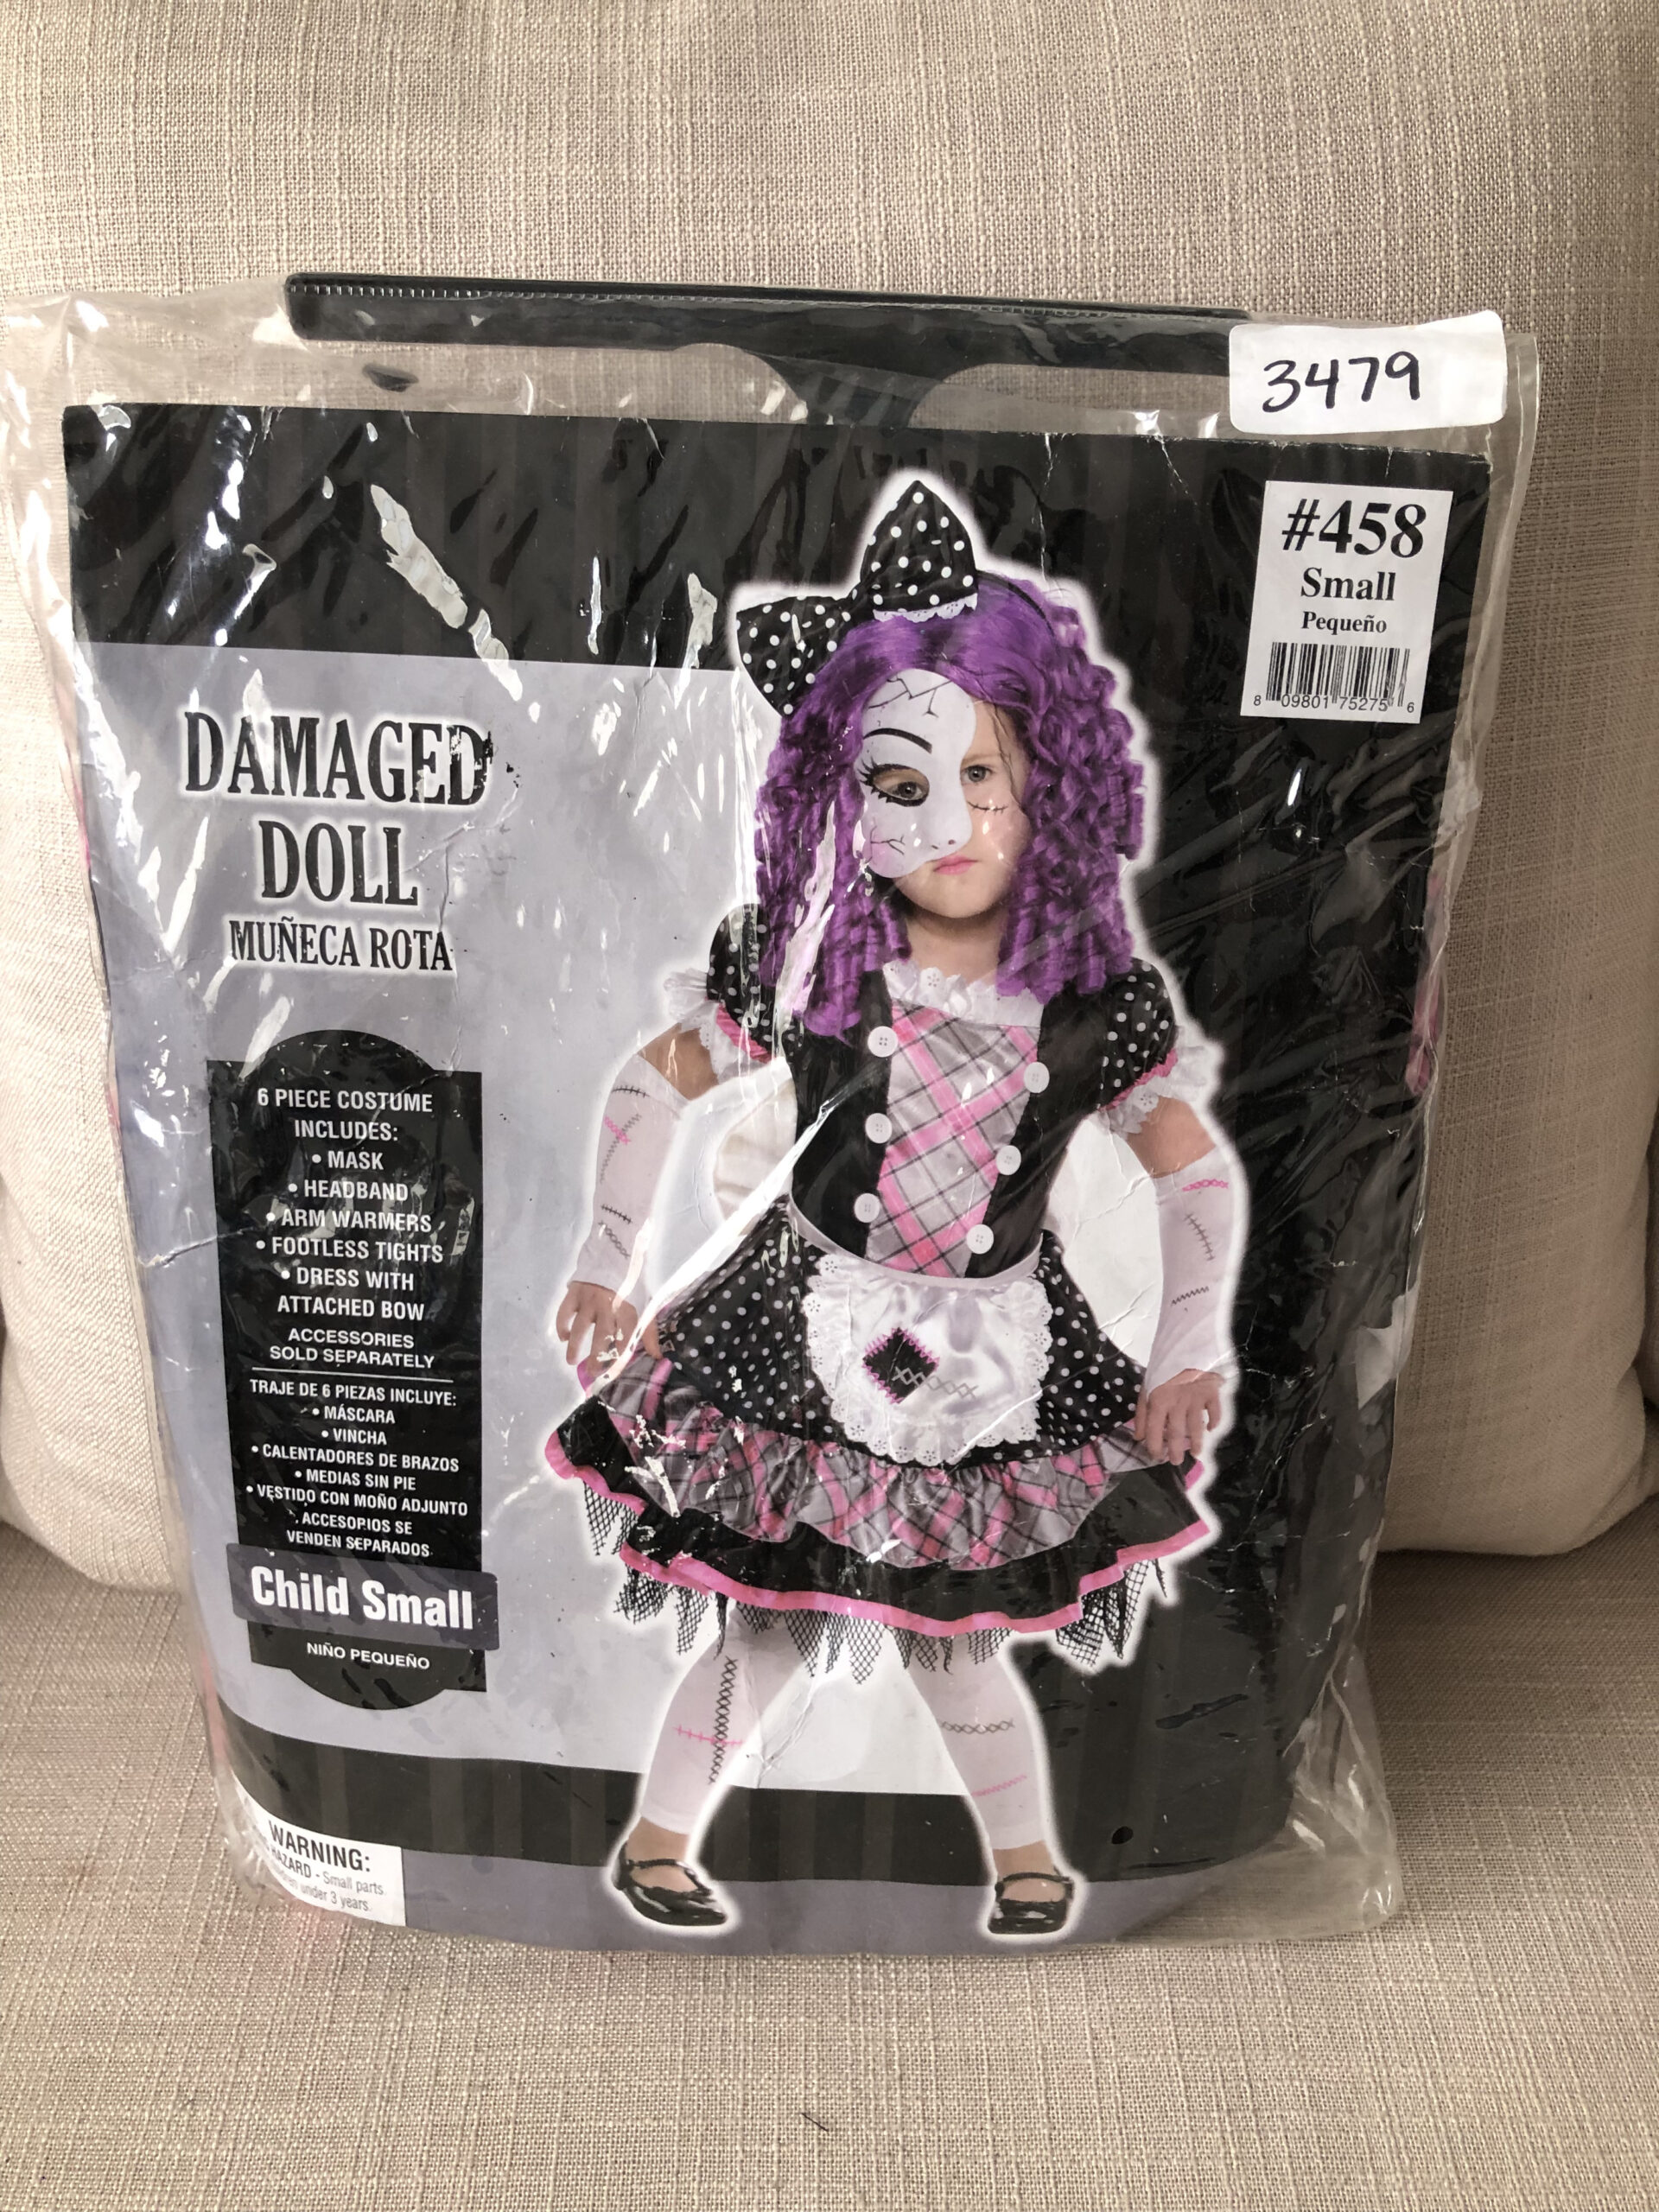 3479
#458
Small
Pequeño
8 09801 75275 6
DAMAGED
DOLL
MUÑECA ROTA
6 PIECE COSTUME
INCLUDES:
• MASK
• HEADBAND
• ARM WARMERS
• FOOTLESS TIGHTS
• DRESS WITH
ATTACHED BOW
ACCESSORIES
SOLD SEPARATELY
TRAJE DE 6 PIEZAS INCLUYE:
• MÁSCARA
• VINCHA
• CALENTADORES DE BRAZOS
• MEDIAS SIN PIE
• VESTIDO CON MOÑO ADJUNTO
ACCESORIOS SE
VENDEN SEPARADOS.
Child Small
NIÑO PEQUEÑO
WARNING:
- Small parts.
under 3 years.